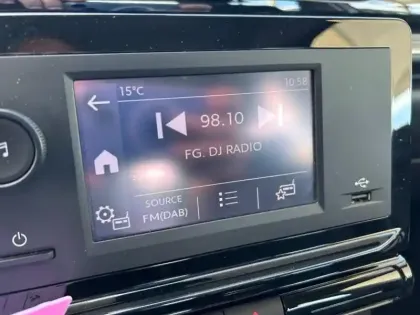 15°C
10:58
98.10
FG. DJ RADIO
SOURCE
FM(DAB)